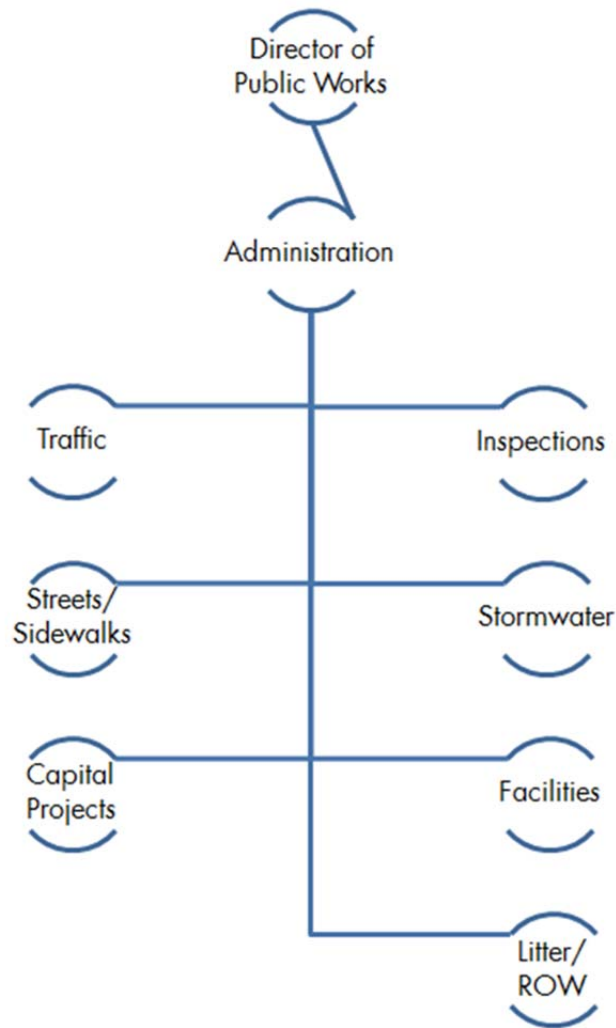 Director of
Public Works
Administration
Traffic
Inspections
Streets/
Sidewalks
Stormwater
Capital
Projects
Facilities
Litter/
ROW